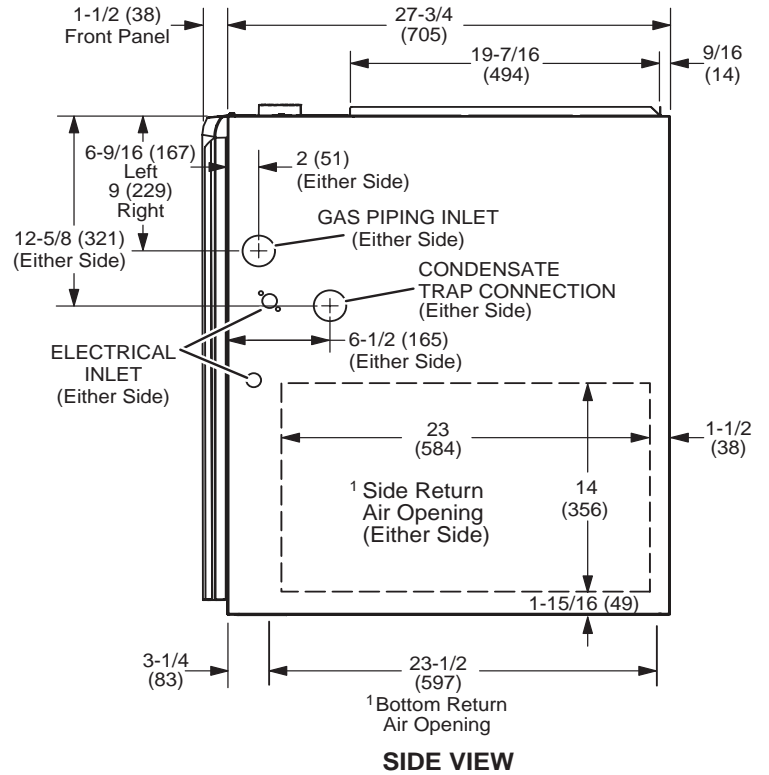 1-1/2 (38)
Front Panel
27-3/4
(705)
19-7/16
(494)
9/16
(14)
6-9/16 (167)
Left
9 (229)
Right
2 (51)
(Either Side)
GAS PIPING INLET
(Either Side)
12-5/8 (321)
(Either Side)
CONDENSATE
TRAP CONNECTION
(Either Side)
6-1/2 (165)
(Either Side)
ELECTRICAL
INLET
(Either Side)
23
(584)
1-1/2
(38)
1 Side Return
Air Opening
(Either Side)
14
(356)
1-15/16 (49)
3-1/4
(83)
23-1/2
(597)
1 Bottom Return
Air Opening
SIDE VIEW